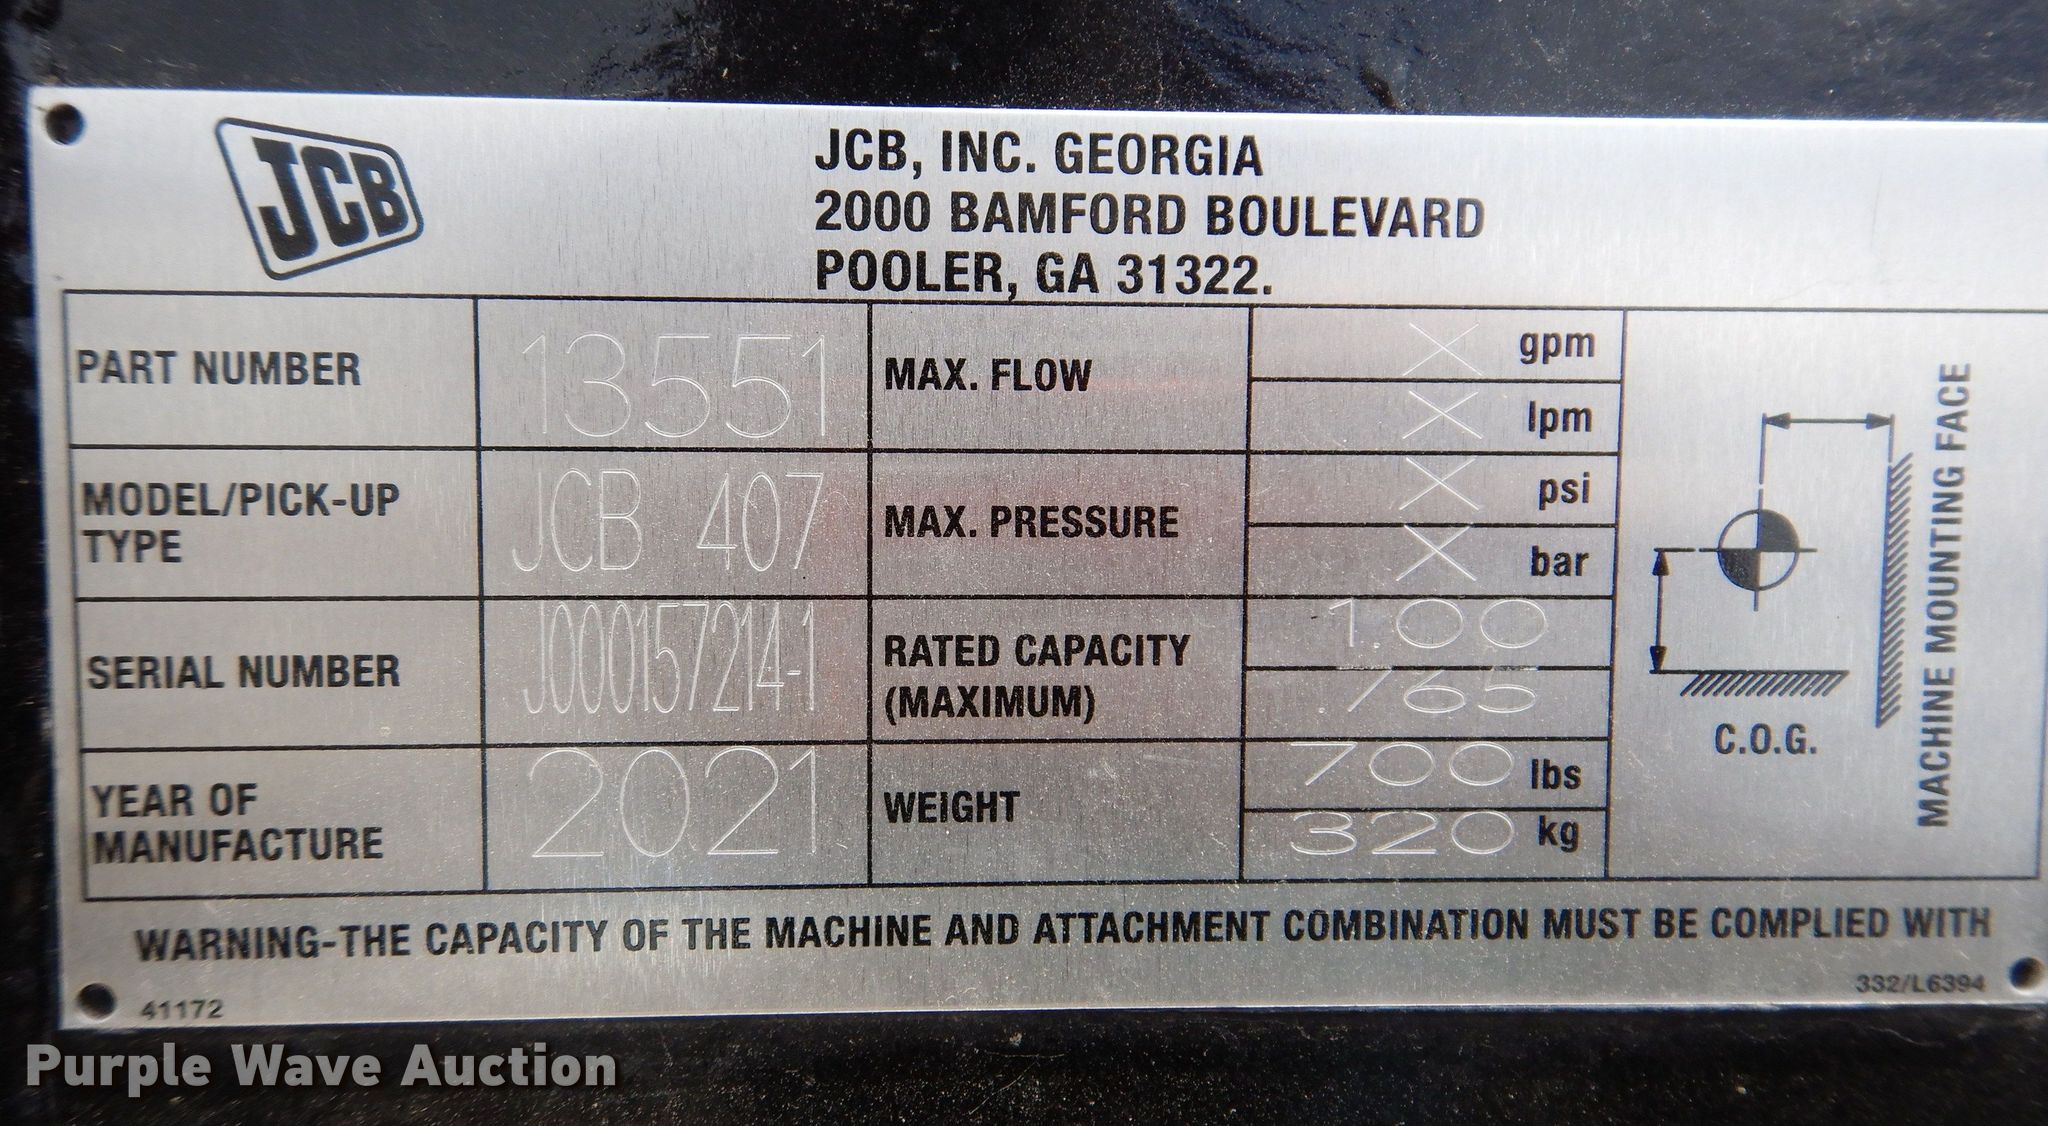 JCB
JCB, INC. GEORGIA
2000 BAMFORD BOULEVARD
POOLER, GA 31322.
PART NUMBER 13551
MAX. FLOW X gpm
X lpm
MODEL/PICK-UP TYPE JCB 407
MAX. PRESSURE X psi
X bar
SERIAL NUMBER J000157214-1
RATED CAPACITY (MAXIMUM) 1.00
.765
YEAR OF MANUFACTURE 2021
WEIGHT 700 lbs
320 kg
C.O.G.
MACHINE MOUNTING FACE
WARNING-THE CAPACITY OF THE MACHINE AND ATTACHMENT COMBINATION MUST BE COMPLIED WITH
41172
332/L6394
Purple Wave Auction